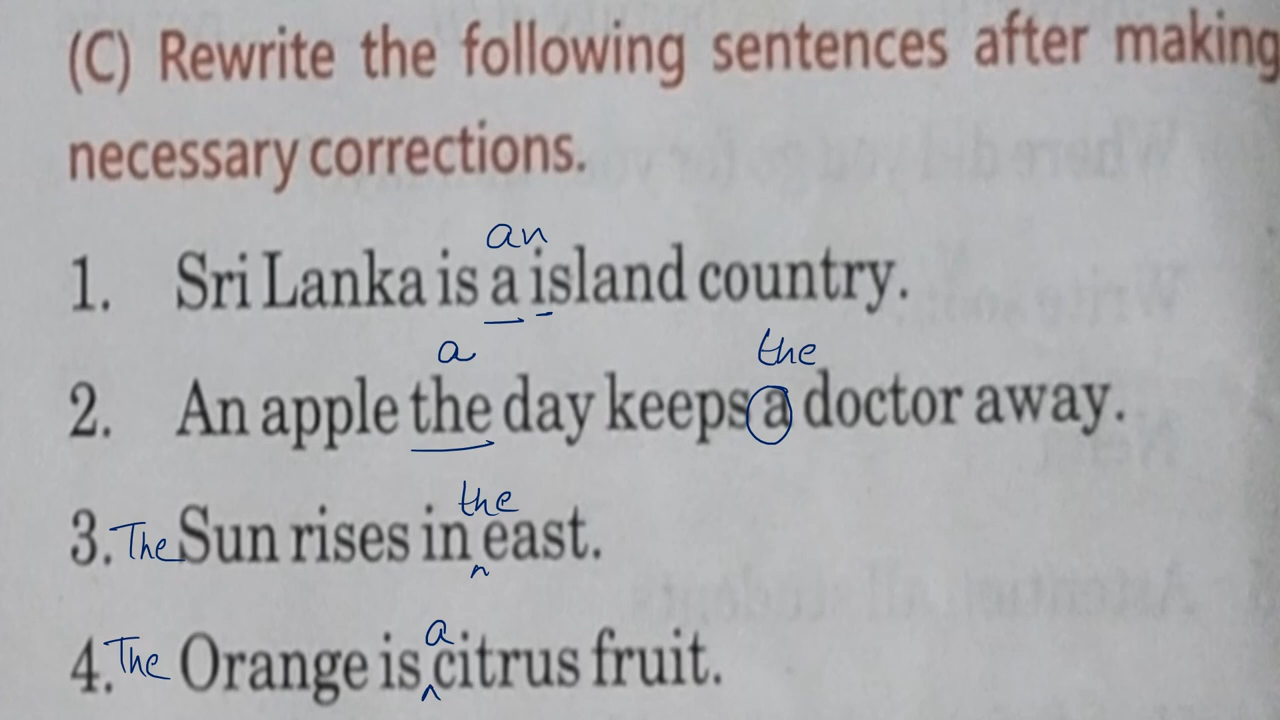 (C) Rewrite the following sentences after making
necessary corrections.
an
1. Sri Lanka is a island country.
a the
2. An apple the day keeps a doctor away.
the
3. The Sun rises in east.
a
4. The Orange is citrus fruit.